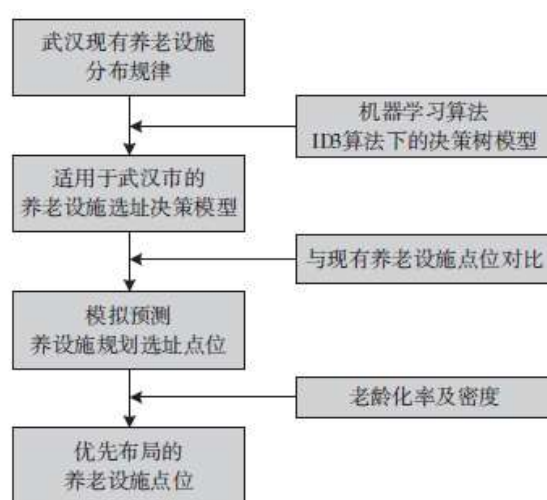 武汉现有养老设施
分布规律
机器学习算法
ID3算法下的决策树模型
适用于武汉市的
养老设施选址决策模型
与现有养老设施点位对比
模拟预测
养设施规划选址点位
老龄化率及密度
优先布局的
养老设施点位